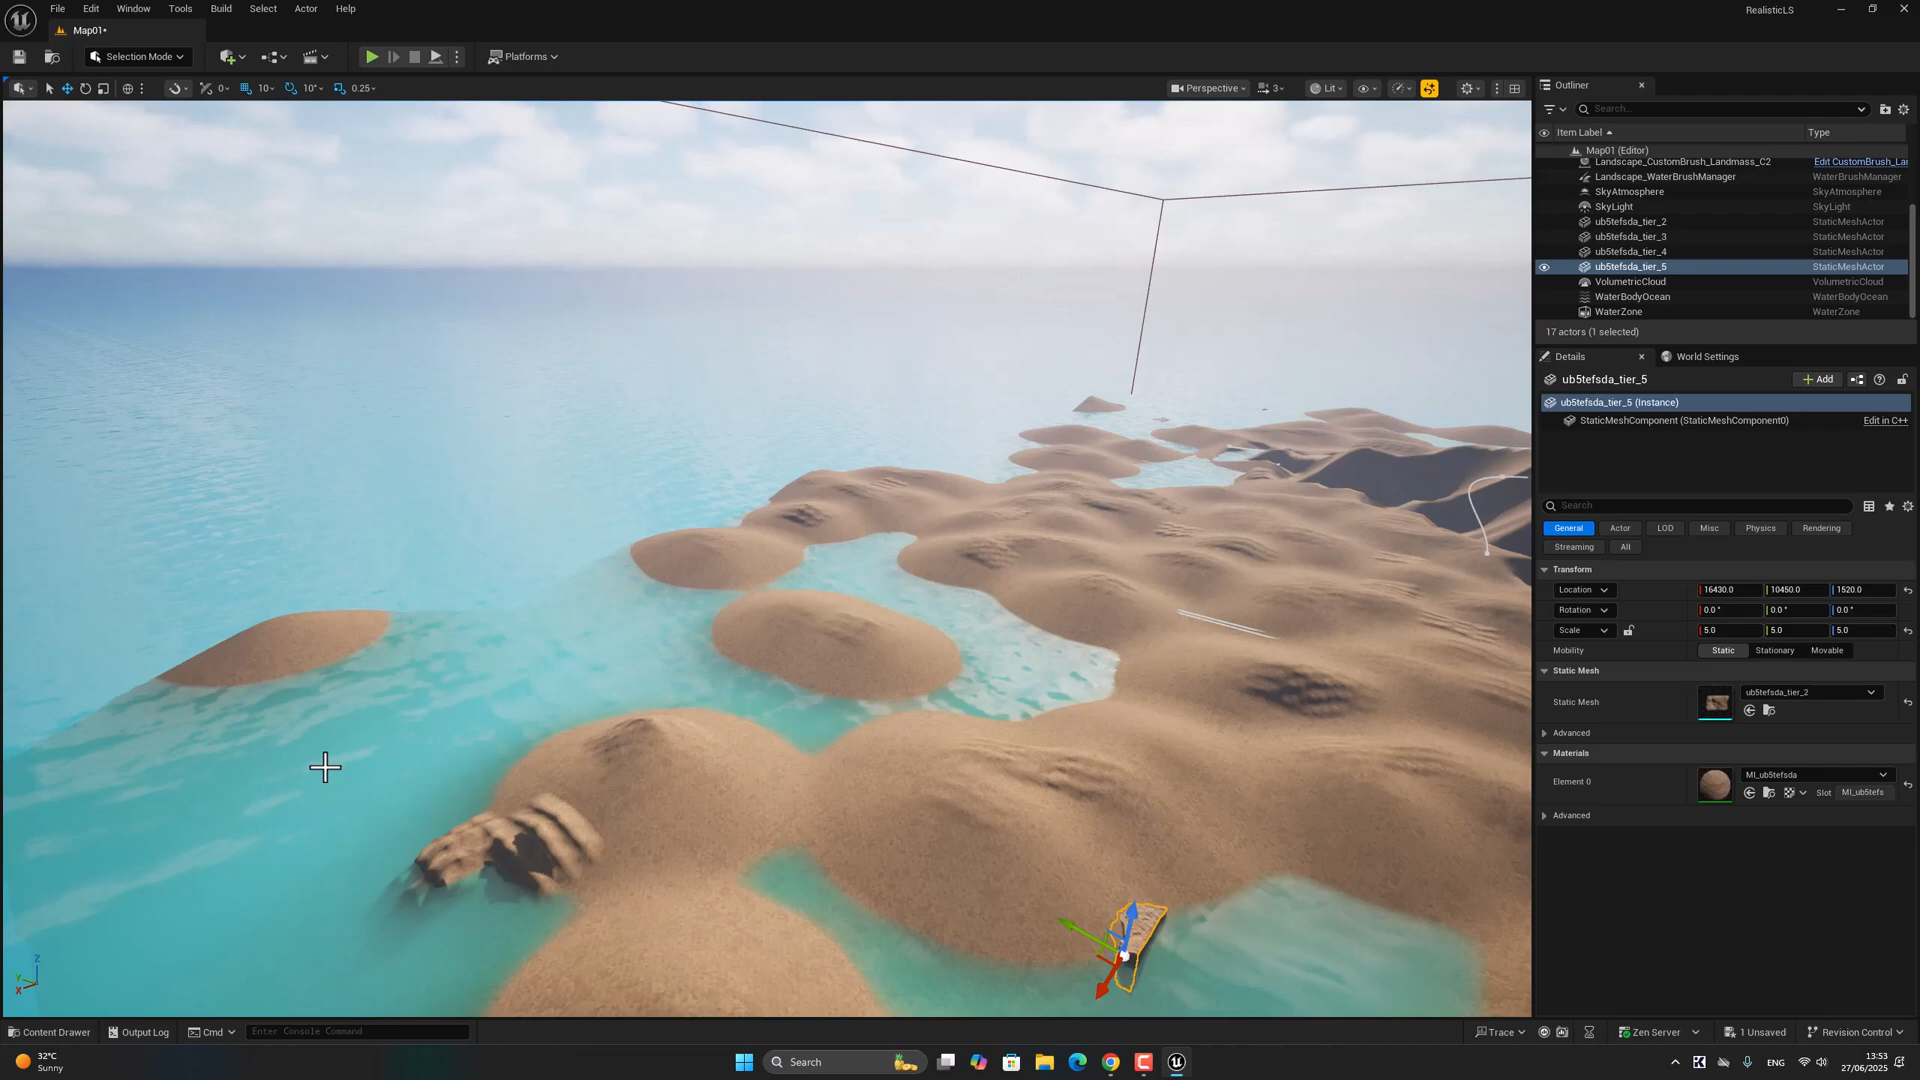 File Edit Window Tools Build Select Actor Help
RealisticLS
Map01•
Selection Mode
Platforms
0 10 10° 0.25
Perspective 3 Lit
Outliner
Search...
Item Label Type
Map01 (Editor)
Landscape_CustomBrush_Landmass_C2 Edit CustomBrush_Lar
Landscape_WaterBrushManager WaterBrushManager
SkyAtmosphere SkyAtmosphere
SkyLight SkyLight
ub5tefsda_tier_2 StaticMeshActor
ub5tefsda_tier_3 StaticMeshActor
ub5tefsda_tier_4 StaticMeshActor
ub5tefsda_tier_5 StaticMeshActor
VolumetricCloud VolumetricCloud
WaterBodyOcean WaterBodyOcean
WaterZone WaterZone
17 actors (1 selected)
Details World Settings
ub5tefsda_tier_5 Add
ub5tefsda_tier_5 (Instance)
StaticMeshComponent (StaticMeshComponent0) Edit in C++
Search
General Actor LOD Misc Physics Rendering
Streaming All
Transform
Location 16430.0 10450.0 1520.0
Rotation 0.0 ° 0.0 ° 0.0 °
Scale 5.0 5.0 5.0
Mobility Static Stationary Movable
Static Mesh
Static Mesh ub5tefsda_tier_2
Advanced
Materials
Element 0 MI_ub5tefsda
Slot MI_ub5tefs
Advanced
Z
Y
X
Content Drawer Output Log Cmd Enter Console Command
Trace Zen Server 1 Unsaved Revision Control
32°C
Sunny
Search
ENG
13:53
27/06/2025